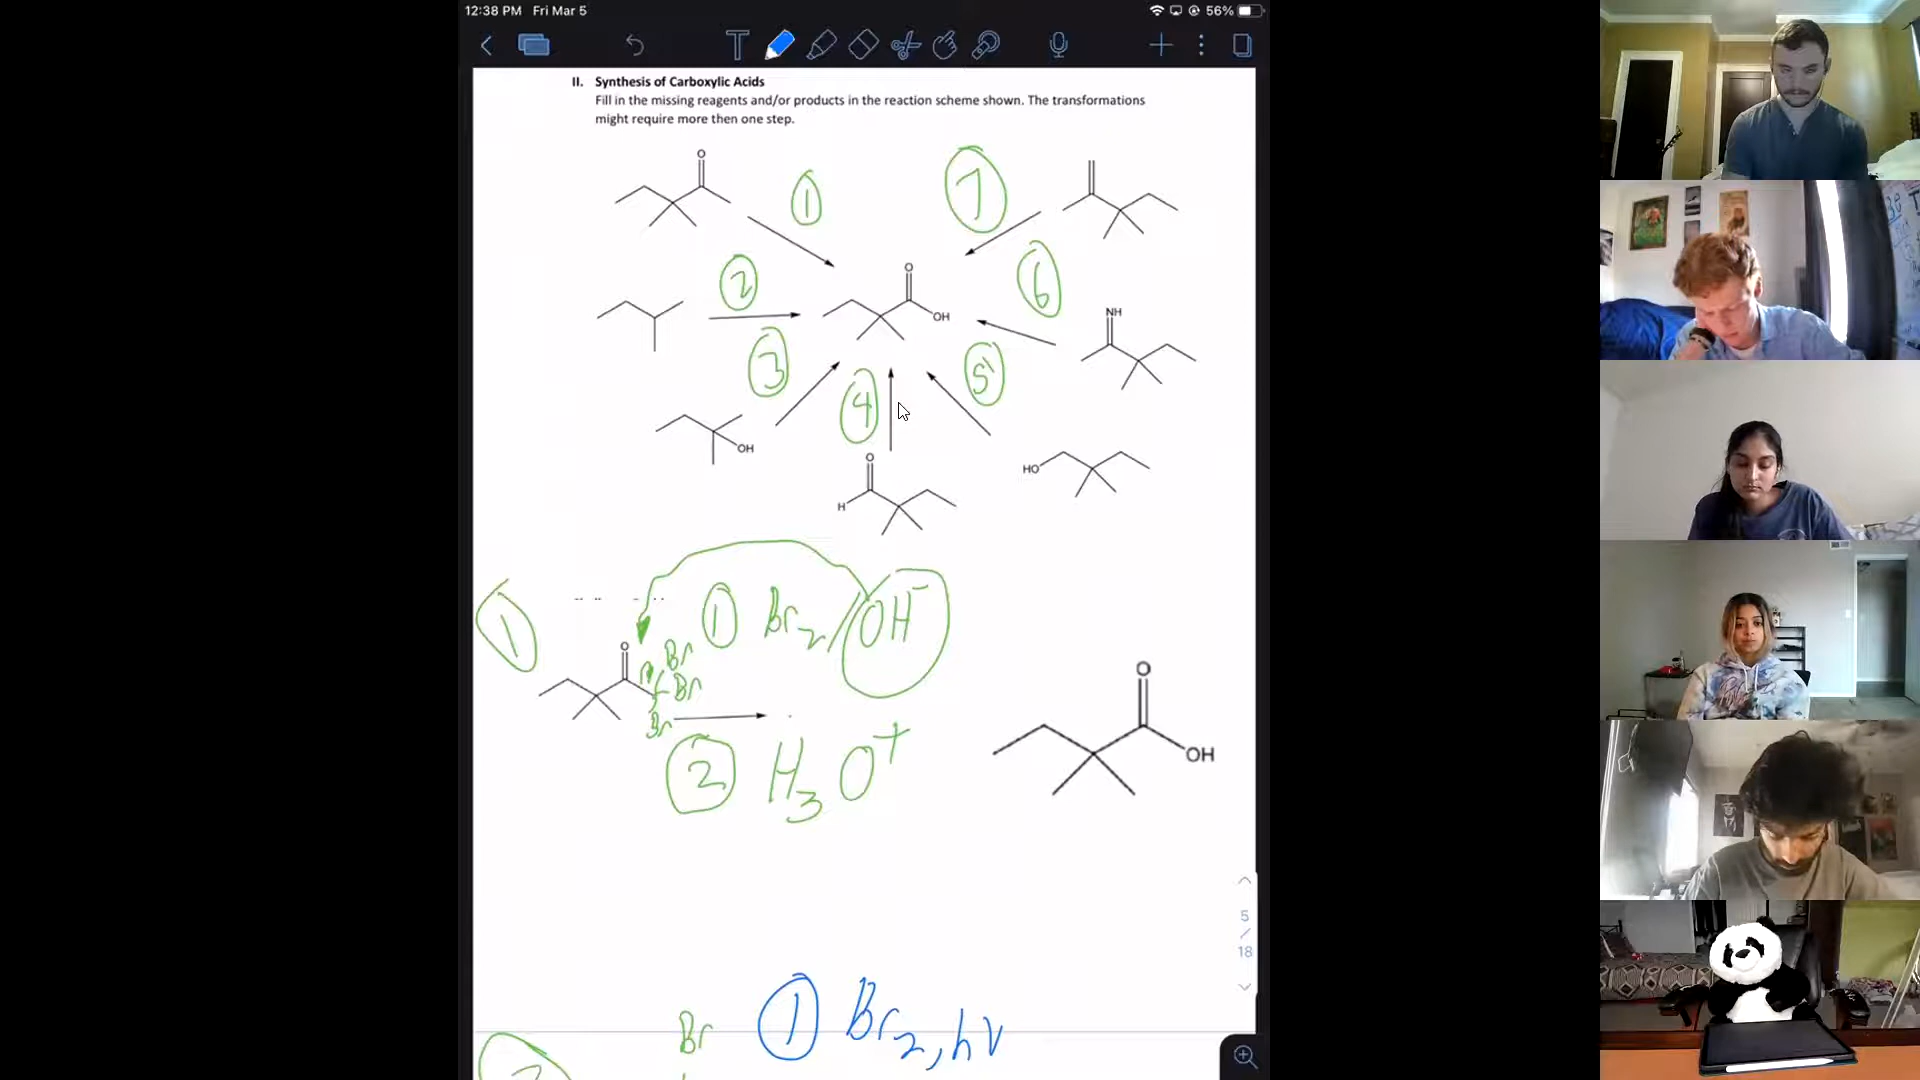 12:38 PM Fri Mar 5
56%
II. Synthesis of Carboxylic Acids
Fill in the missing reagents and/or products in the reaction scheme shown. The transformations
might require more then one step.
O
1
7
2
O
OH
6
NH
3
4
5
OH
O
H
HO
1
O
Br
Br
Br
1 Br2/OH-
2 H3O+
O
OH
5
/
18
Br
1 Br2, hν